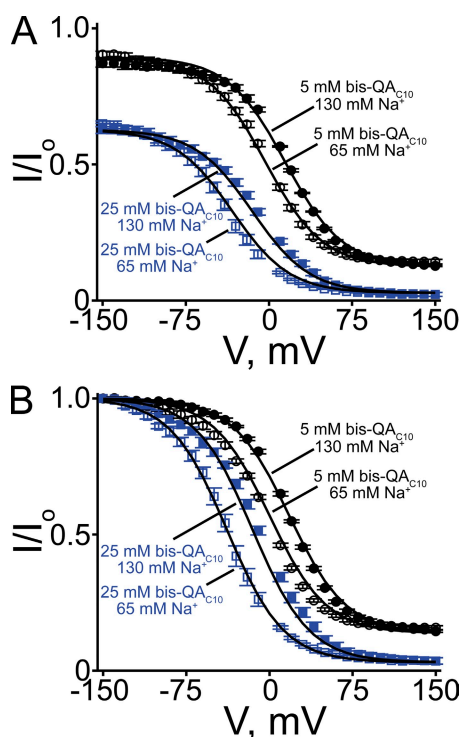 A
1.0
5 mM bis-QAC10
130 mM Na+
5 mM bis-QAC10
65 mM Na+
I/Io
0.5
25 mM bis-QAC10
130 mM Na+
25 mM bis-QAC10
65 mM Na+
0
-150 -75 0 75 150
V, mV
B
1.0
5 mM bis-QAC10
130 mM Na+
5 mM bis-QAC10
65 mM Na+
I/Io
0.5
25 mM bis-QAC10
130 mM Na+
25 mM bis-QAC10
65 mM Na+
0
-150 -75 0 75 150
V, mV